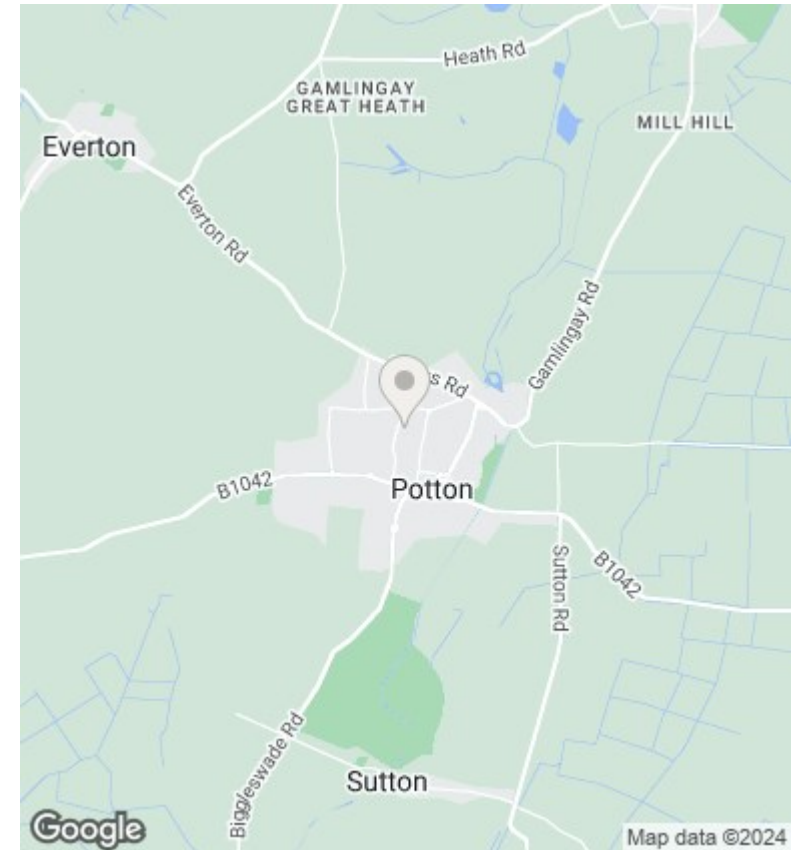 Heath Rd
GAMLINGAY
GREAT HEATH
MILL HILL
Everton
Everton Rd
Gamlingay Rd
Rd
B1042
Potton
Sutton Rd
B1042
Biggleswade Rd
Sutton
Google
Map data ©2024